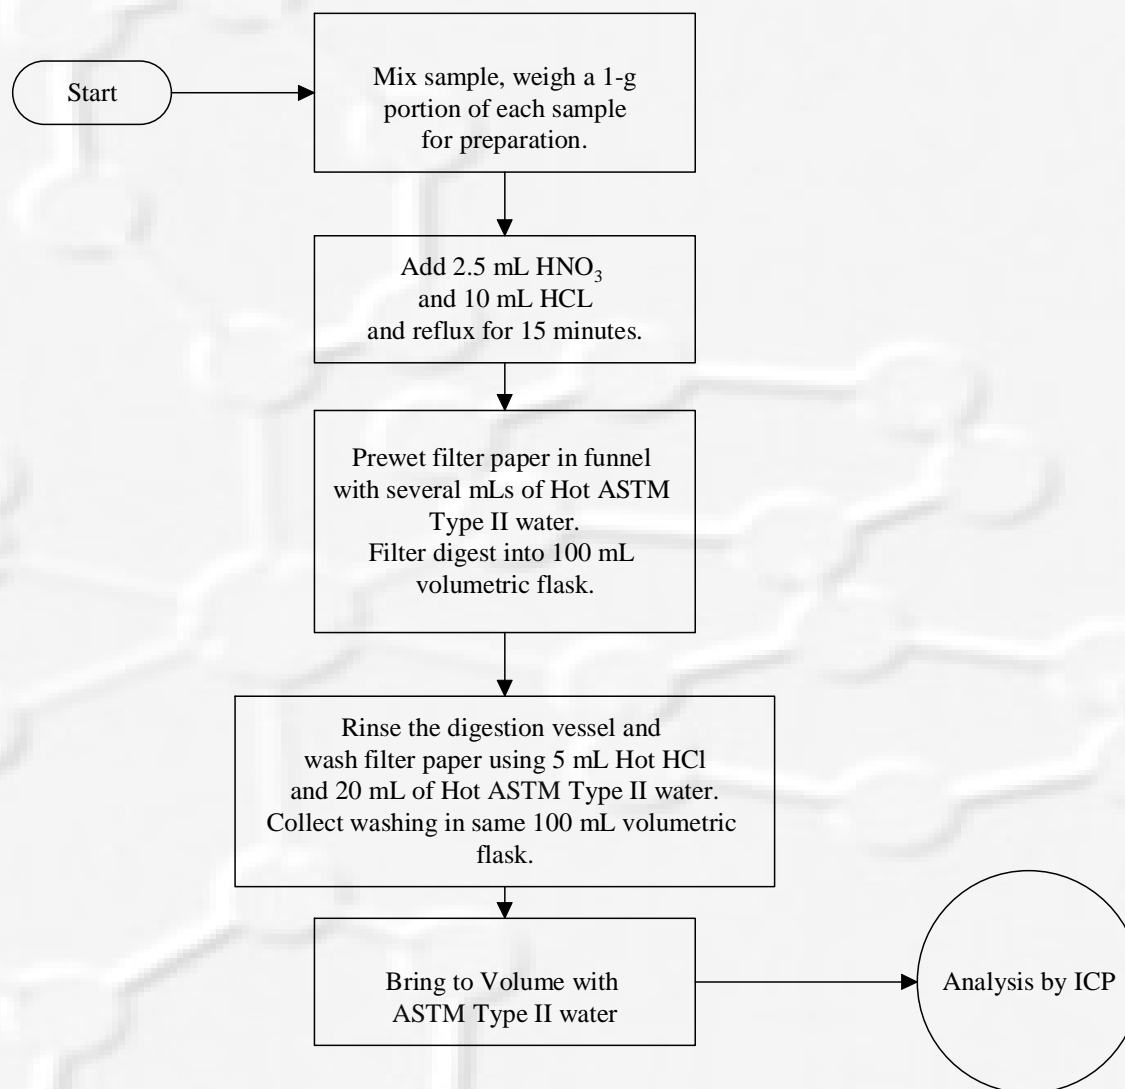 Start
Mix sample, weigh a 1-g
portion of each sample
for preparation.
Add 2.5 mL HNO₃
and 10 mL HCL
and reflux for 15 minutes.
Prewet filter paper in funnel
with several mLs of Hot ASTM
Type II water.
Filter digest into 100 mL
volumetric flask.
Rinse the digestion vessel and
wash filter paper using 5 mL Hot HCl
and 20 mL of Hot ASTM Type II water.
Collect washing in same 100 mL volumetric
flask.
Bring to Volume with
ASTM Type II water
Analysis by ICP